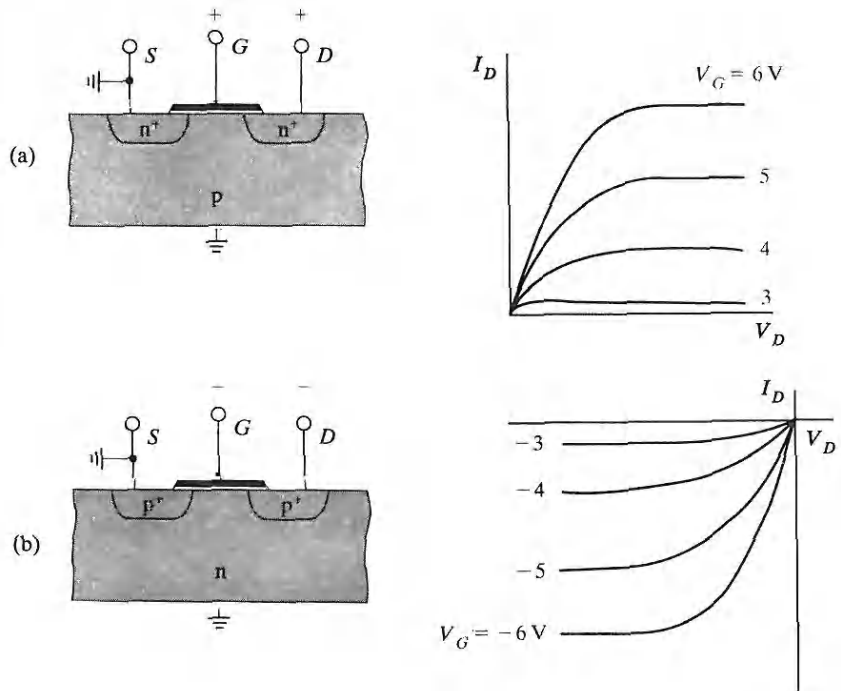 + +
S G D
I_D V_G = 6 V
n+ n+
(a)
5
p
4
3
V_D
− −
I_D
S G D
V_D
−3
−4
p+ p+
(b)
n
−5
V_G = −6 V